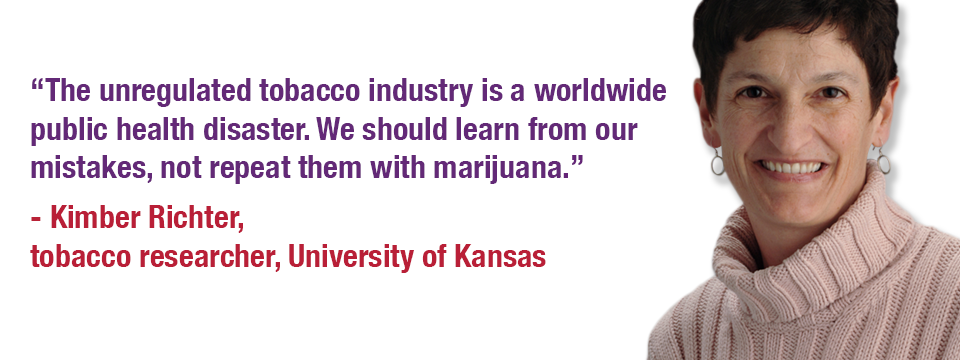 “The unregulated tobacco industry is a worldwide
public health disaster. We should learn from our
mistakes, not repeat them with marijuana.”
- Kimber Richter,
tobacco researcher, University of Kansas